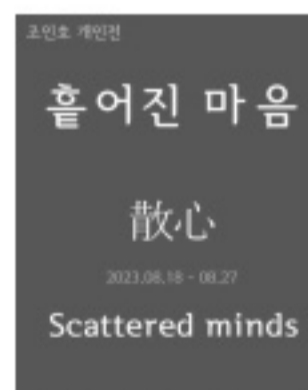 조인호 개인전
흩어진 마음
散心
2023.08.18 - 08.27
Scattered minds